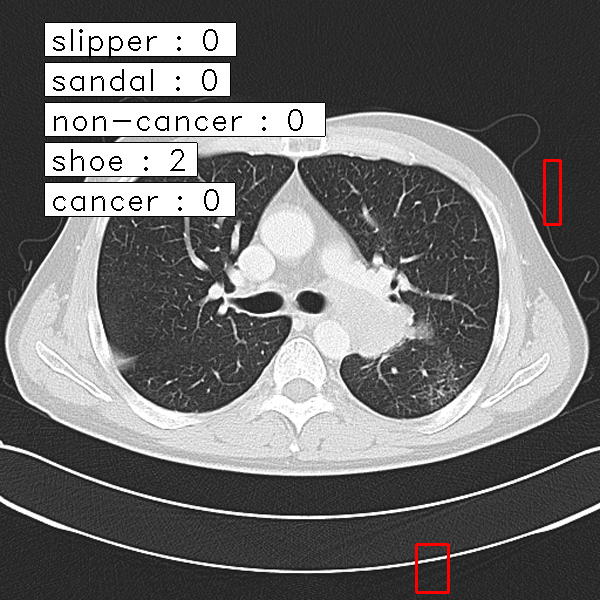 slipper : 0
sandal : 0
non-cancer : 0
shoe : 2
cancer : 0